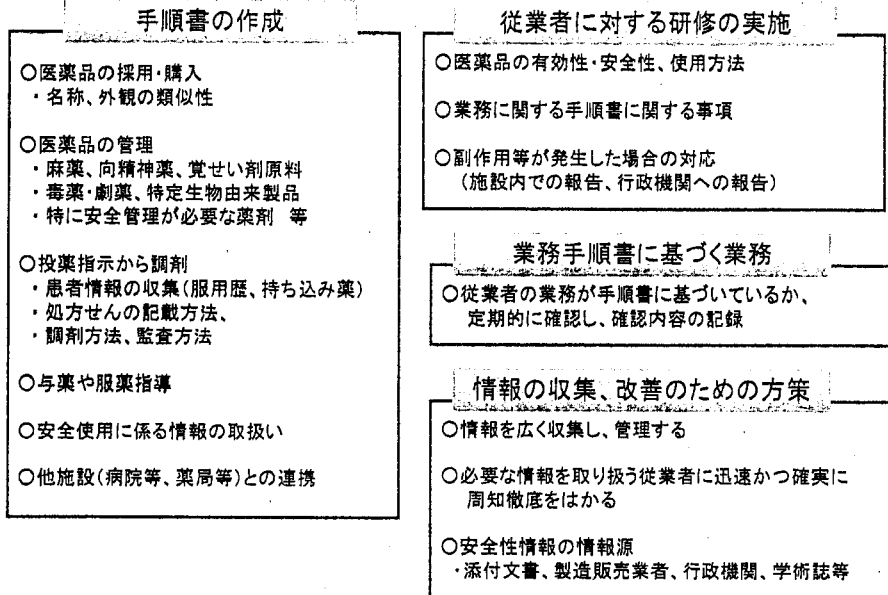 手順書の作成
○医薬品の採用・購入
・名称、外観の類似性
○医薬品の管理
・麻薬、向精神薬、覚せい剤原料
・毒薬・劇薬、特定生物由来製品
・特に安全管理が必要な薬剤 等
○投薬指示から調剤
・患者情報の収集(服用歴、持ち込み薬)
・処方せんの記載方法、
・調剤方法、監査方法
○与薬や服薬指導
○安全使用に係る情報の取扱い
○他施設(病院等、薬局等)との連携
従業者に対する研修の実施
○医薬品の有効性・安全性、使用方法
○業務に関する手順書に関する事項
○副作用等が発生した場合の対応
(施設内での報告、行政機関への報告)
業務手順書に基づく業務
○従業者の業務が手順書に基づいているか、
定期的に確認し、確認内容の記録
情報の収集、改善のための方策
○情報を広く収集し、管理する
○必要な情報を取り扱う従業者に迅速かつ確実に
周知徹底をはかる
○安全性情報の情報源
・添付文書、製造販売業者、行政機関、学術誌等